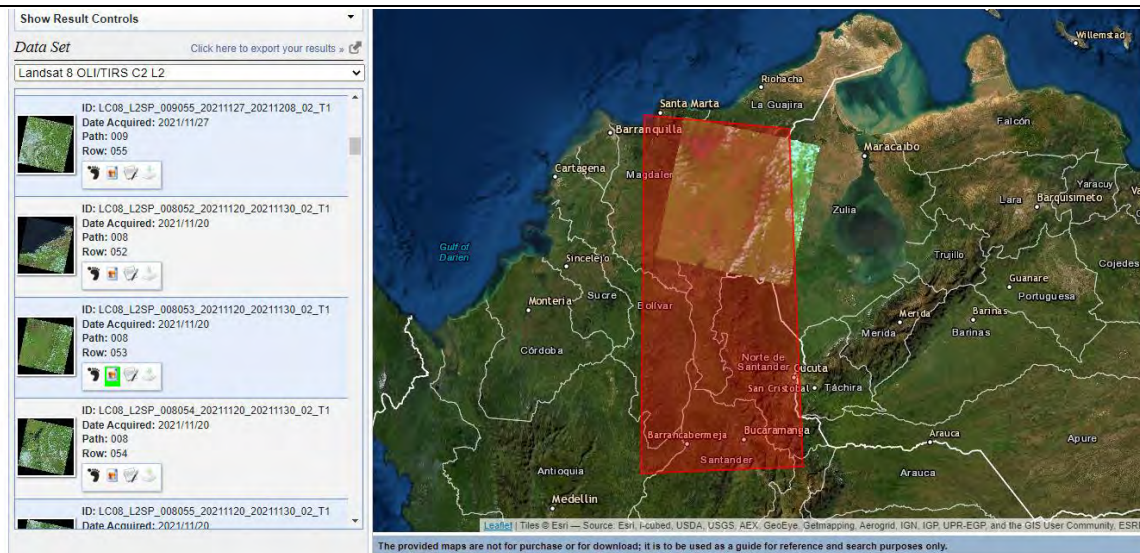 Show Result Controls
Data Set
Click here to export your results »
Landsat 8 OLI/TIRS C2 L2
ID: LC08_L2SP_009055_20211127_20211208_02_T1
Date Acquired: 2021/11/27
Path: 009
Row: 055
ID: LC08_L2SP_008052_20211120_20211130_02_T1
Date Acquired: 2021/11/20
Path: 008
Row: 052
ID: LC08_L2SP_008053_20211120_20211130_02_T1
Date Acquired: 2021/11/20
Path: 008
Row: 053
ID: LC08_L2SP_008054_20211120_20211130_02_T1
Date Acquired: 2021/11/20
Path: 008
Row: 054
ID: LC08_L2SP_008055_20211120_20211130_02_T1
Date Acquired: 2021/11/20
Willemstad
Riohacha
Santa Marta
La Guajira
Barranquilla
Falcón
Maracaibo
Cartagena
Magdalen
Yaracuy
Lara
Barquisimeto
Va
Zulia
Gulf of
Darien
Sincelejo
Trujillo
Cojedes
Guanare
Portuguesa
Montería
Sucre
Bolívar
Merida
Barinas
Merida
Barinas
Córdoba
Norte de
Santander
Cucuta
San Cristobal
Táchira
Barrancabermeja
Bucaramanga
Arauca
Apure
Santander
Antioquia
Arauca
Medellin
Leaflet | Tiles © Esri — Source: Esri, i-cubed, USDA, USGS, AEX, GeoEye, Getmapping, Aerogrid, IGN, IGP, UPR-EGP, and the GIS User Community, ESRI
The provided maps are not for purchase or for download; it is to be used as a guide for reference and search purposes only.